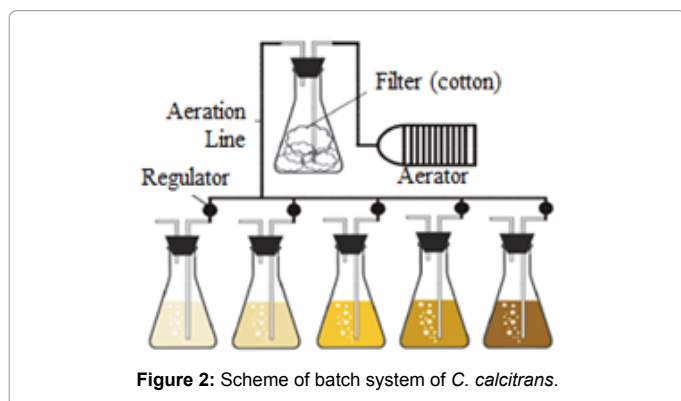 Filter (cotton)
Aeration
Line
Regulator
Aerator
Figure 2: Scheme of batch system of C. calcitrans.